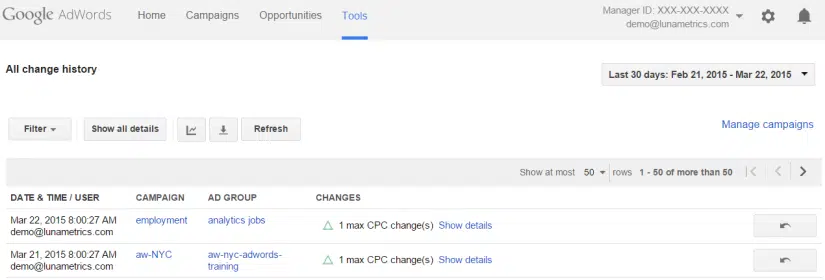 Google AdWords Home Campaigns Opportunities Tools Manager ID: XXX-XXX-XXXX
demo@lunametrics.com
All change history
Last 30 days: Feb 21, 2015 - Mar 22, 2015
Filter Show all details Refresh Manage campaigns
Show at most 50 rows 1 - 50 of more than 50
DATE & TIME / USER CAMPAIGN AD GROUP CHANGES
Mar 22, 2015 8:00:27 AM employment analytics jobs 1 max CPC change(s) Show details
demo@lunametrics.com
Mar 21, 2015 8:00:27 AM aw-NYC aw-nyc-adwords- 1 max CPC change(s) Show details
demo@lunametrics.com training